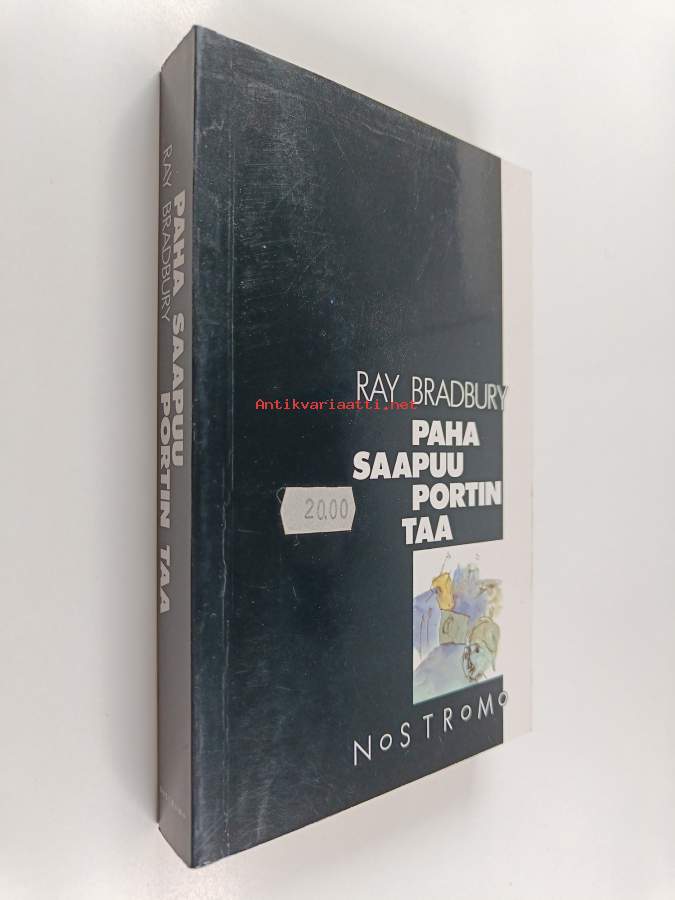 RAY BRADBURY
PAHA
SAAPUU
PORTIN
TAA
NoSTRoMo
20.00
Antikvariaatti.net
RAY BRADBURY
PAHA SAAPUU
PORTIN TAA